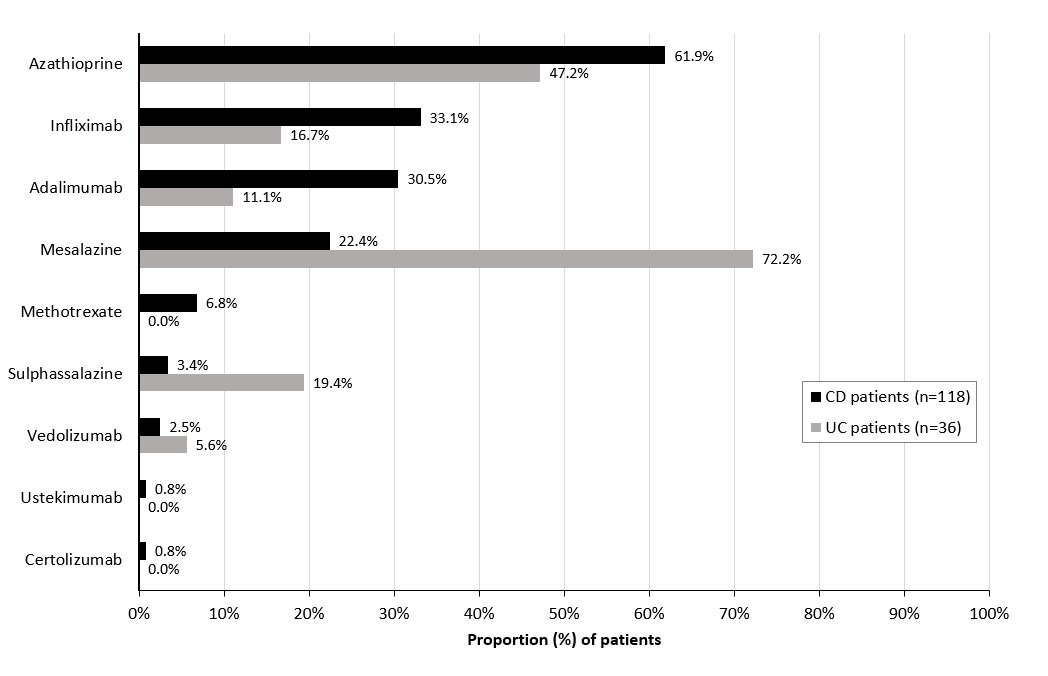 Azathioprine
61.9%
47.2%
Infliximab
33.1%
16.7%
Adalimumab
30.5%
11.1%
Mesalazine
22.4%
72.2%
Methotrexate
6.8%
0.0%
Sulphassalazine
3.4%
19.4%
Vedolizumab
2.5%
5.6%
Ustekimumab
0.8%
0.0%
Certolizumab
0.8%
0.0%
CD patients (n=118)
UC patients (n=36)
0% 10% 20% 30% 40% 50% 60% 70% 80% 90% 100%
Proportion (%) of patients